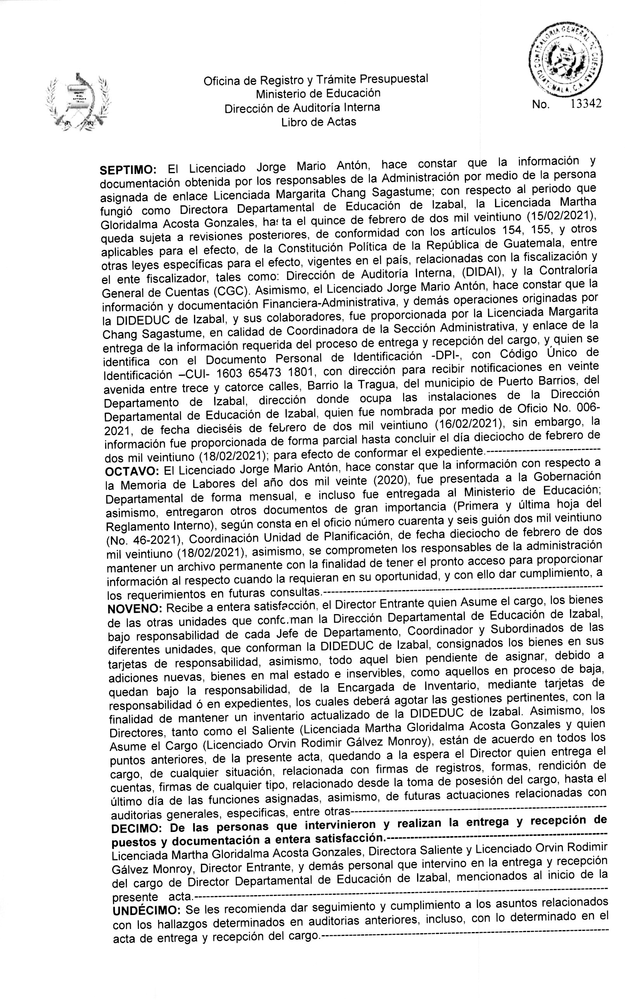 CONTRALORIA GENERAL DE CUENTAS
GUATEMALA, C.A.
Oficina de Registro y Trámite Presupuestal
Ministerio de Educación
Dirección de Auditoría Interna
Libro de Actas
No. 13342
SEPTIMO: El Licenciado Jorge Mario Antón, hace constar que la información y
documentación obtenida por los responsables de la Administración por medio de la persona
asignada de enlace Licenciada Margarita Chang Sagastume; con respecto al periodo que
fungió como Directora Departamental de Educación de Izabal, la Licenciada Martha
Gloridalma Acosta Gonzales, hasta el quince de febrero de dos mil veintiuno (15/02/2021),
queda sujeta a revisiones posteriores, de conformidad con los artículos 154, 155, y otros
aplicables para el efecto, de la Constitución Política de la República de Guatemala, entre
otras leyes específicas para el efecto, vigentes en el país, relacionadas con la fiscalización y
el ente fiscalizador, tales como: Dirección de Auditoría Interna, (DIDAI), y la Contraloría
General de Cuentas (CGC). Asimismo, el Licenciado Jorge Mario Antón, hace constar que la
información y documentación Financiera-Administrativa, y demás operaciones originadas por
la DIDEDUC de Izabal, y sus colaboradores, fue proporcionada por la Licenciada Margarita
Chang Sagastume, en calidad de Coordinadora de la Sección Administrativa, y enlace de la
entrega de la información requerida del proceso de entrega y recepción del cargo, y quien se
identifica con el Documento Personal de Identificación -DPI-, con Código Único de
Identificación –CUI- 1603 65473 1801, con dirección para recibir notificaciones en veinte
avenida entre trece y catorce calles, Barrio la Tragua, del municipio de Puerto Barrios, del
Departamento de Izabal, dirección donde ocupa las instalaciones de la Dirección
Departamental de Educación de Izabal, quien fue nombrada por medio de Oficio No. 006-
2021, de fecha dieciséis de febrero de dos mil veintiuno (16/02/2021), sin embargo, la
información fue proporcionada de forma parcial hasta concluir el día dieciocho de febrero de
dos mil veintiuno (18/02/2021); para efecto de conformar el expediente.-----------------------------
OCTAVO: El Licenciado Jorge Mario Antón, hace constar que la información con respecto a
la Memoria de Labores del año dos mil veinte (2020), fue presentada a la Gobernación
Departamental de forma mensual, e incluso fue entregada al Ministerio de Educación;
asimismo, entregaron otros documentos de gran importancia (Primera y última hoja del
Reglamento Interno), según consta en el oficio número cuarenta y seis guión dos mil veintiuno
(No. 46-2021), Coordinación Unidad de Planificación, de fecha dieciocho de febrero de dos
mil veintiuno (18/02/2021), asimismo, se comprometen los responsables de la administración
mantener un archivo permanente con la finalidad de tener el pronto acceso para proporcionar
información al respecto cuando la requieran en su oportunidad, y con ello dar cumplimiento, a
los requerimientos en futuras consultas.-----------------------------------------------------------------------
NOVENO: Recibe a entera satisfacción, el Director Entrante quien Asume el cargo, los bienes
de las otras unidades que conforman la Dirección Departamental de Educación de Izabal,
bajo responsabilidad de cada Jefe de Departamento, Coordinador y Subordinados de las
diferentes unidades, que conforman la DIDEDUC de Izabal, consignados los bienes en sus
tarjetas de responsabilidad, asimismo, todo aquel bien pendiente de asignar, debido a
adiciones nuevas, bienes en mal estado e inservibles, como aquellos en proceso de baja,
quedan bajo la responsabilidad, de la Encargada de Inventario, mediante tarjetas de
responsabilidad ó en expedientes, los cuales deberá agotar las gestiones pertinentes, con la
finalidad de mantener un inventario actualizado de la DIDEDUC de Izabal. Asimismo, los
Directores, tanto como el Saliente (Licenciada Martha Gloridalma Acosta Gonzales y quien
Asume el Cargo (Licenciado Orvin Rodimir Gálvez Monroy), están de acuerdo en todos los
puntos anteriores, de la presente acta, quedando a la espera el Director quien entrega el
cargo, de cualquier situación, relacionada con firmas de registros, formas, rendición de
cuentas, firmas de cualquier tipo, relacionado desde la toma de posesión del cargo, hasta el
último día de las funciones asignadas, asimismo, de futuras actuaciones relacionadas con
auditorias generales, especificas, entre otras-----------------------------------------------------------------
DECIMO: De las personas que intervinieron y realizan la entrega y recepción de
puestos y documentación a entera satisfacción.--------------------------------------------------------
Licenciada Martha Gloridalma Acosta Gonzales, Directora Saliente y Licenciado Orvin Rodimir
Gálvez Monroy, Director Entrante, y demás personal que intervino en la entrega y recepción
del cargo de Director Departamental de Educación de Izabal, mencionados al inicio de la
presente acta.---------------------------------------------------------------------------------------------------------
UNDÉCIMO: Se les recomienda dar seguimiento y cumplimiento a los asuntos relacionados
con los hallazgos determinados en auditorias anteriores, incluso, con lo determinado en el
acta de entrega y recepción del cargo.-------------------------------------------------------------------------